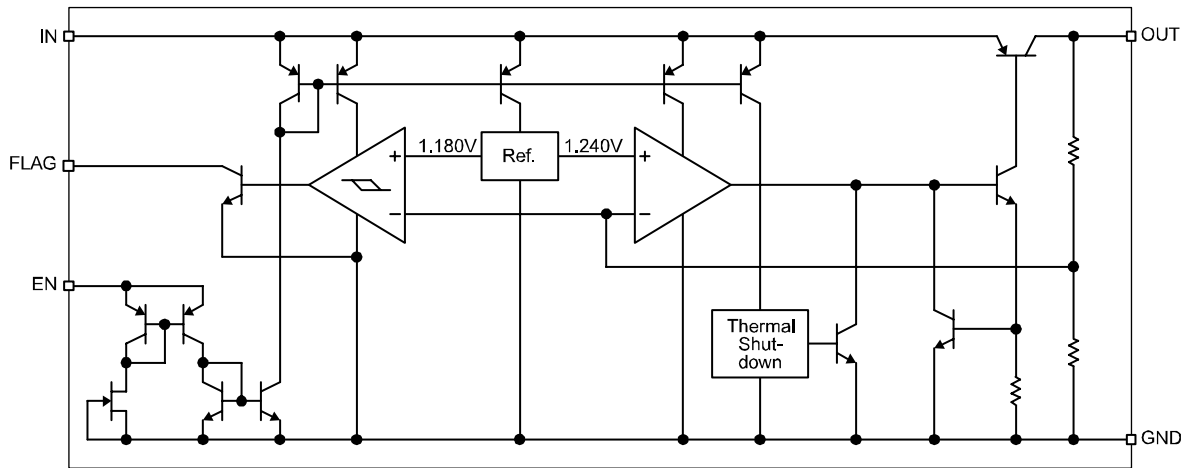 IN
OUT
FLAG
1.180V
Ref.
1.240V
+
+
−
−
EN
Thermal
Shut-
down
GND